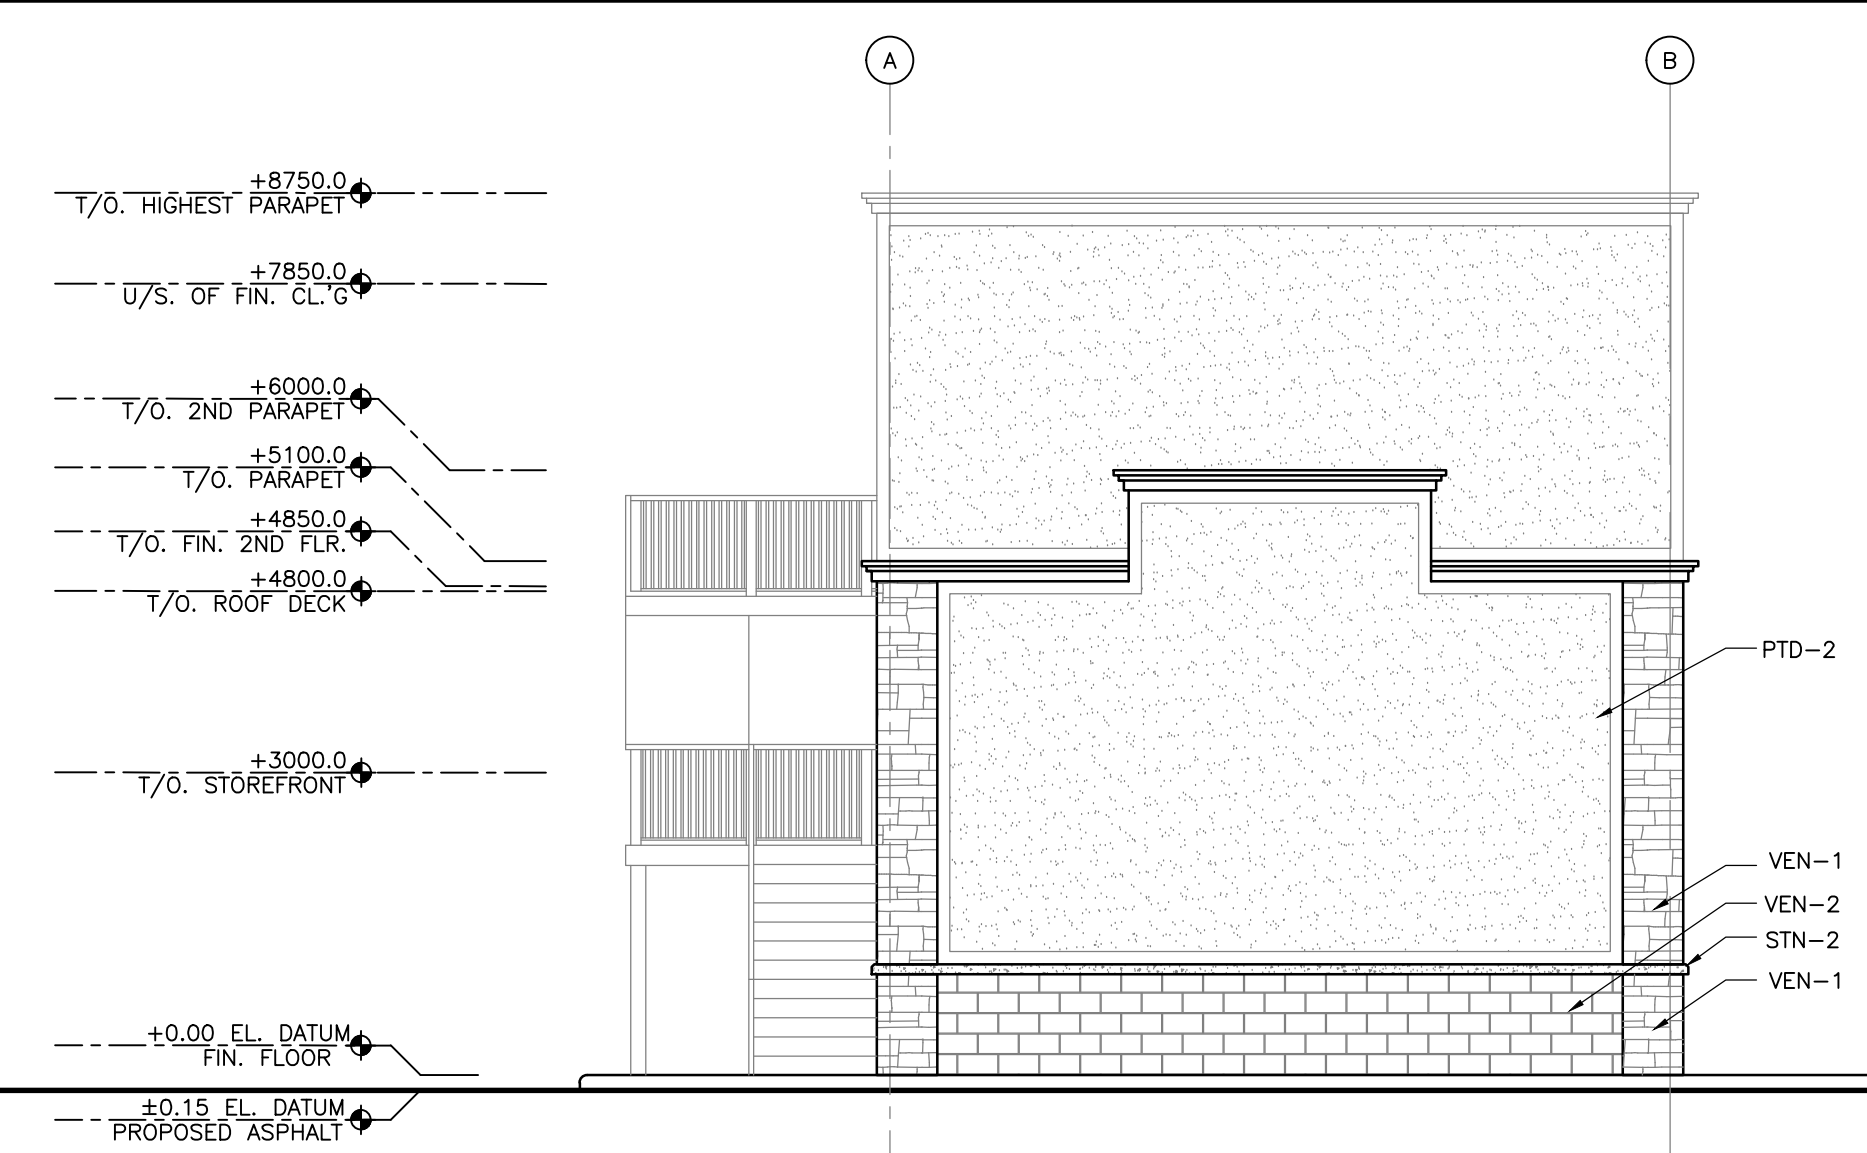 A
B
+8750.0
T/O. HIGHEST PARAPET
+7850.0
U/S. OF FIN. CL.'G
+6000.0
T/O. 2ND PARAPET
+5100.0
T/O. PARAPET
+4850.0
T/O. FIN. 2ND FLR.
+4800.0
T/O. ROOF DECK
PTD-2
+3000.0
T/O. STOREFRONT
VEN-1
VEN-2
STN-2
VEN-1
+0.00 EL. DATUM
FIN. FLOOR
±0.15 EL. DATUM
PROPOSED ASPHALT